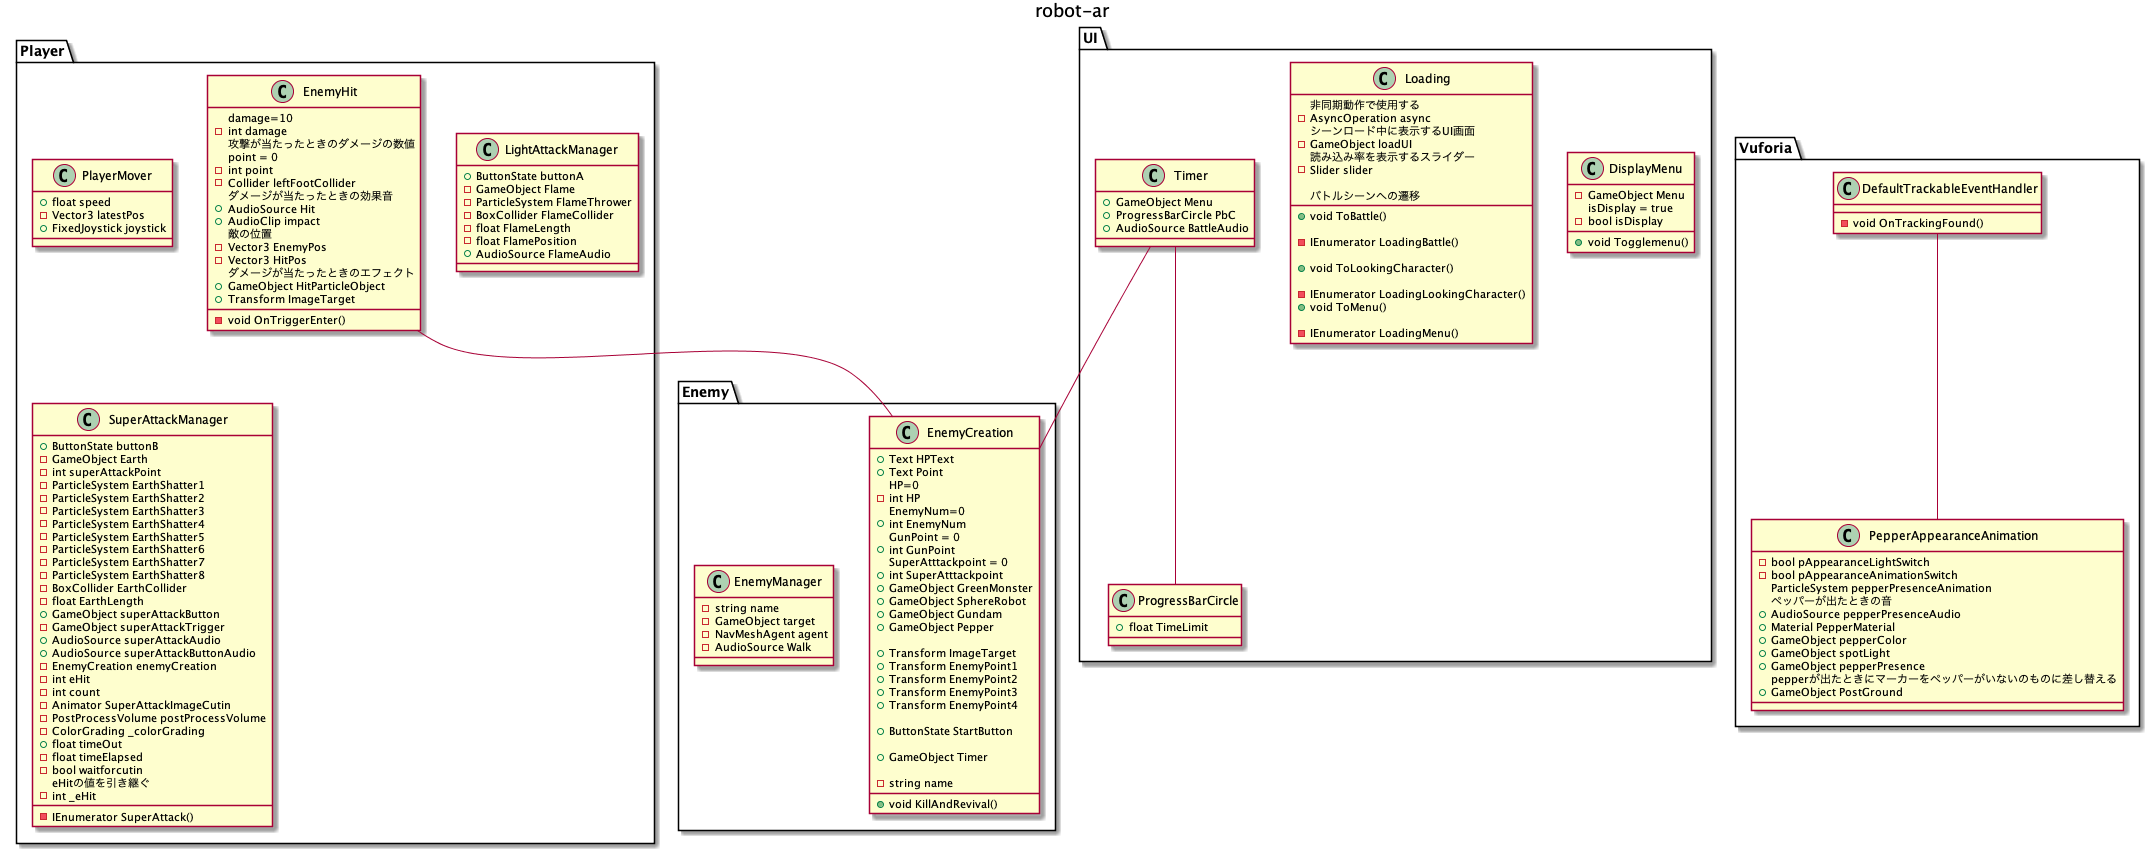 robot-ar
Player
EnemyHit
damage=10
int damage
攻撃が当たったときのダメージの数値
point = 0
int point
Collider leftFootCollider
ダメージが当たったときの効果音
AudioSource Hit
AudioClip impact
敵の位置
Vector3 EnemyPos
Vector3 HitPos
ダメージが当たったときのエフェクト
GameObject HitParticleObject
Transform ImageTarget
void OnTriggerEnter()
PlayerMover
float speed
Vector3 latestPos
FixedJoystick joystick
LightAttackManager
ButtonState buttonA
GameObject Flame
ParticleSystem FlameThrower
BoxCollider FlameCollider
float FlameLength
float FlamePosition
AudioSource FlameAudio
SuperAttackManager
ButtonState buttonB
GameObject Earth
int superAttackPoint
ParticleSystem EarthShatter1
ParticleSystem EarthShatter2
ParticleSystem EarthShatter3
ParticleSystem EarthShatter4
ParticleSystem EarthShatter5
ParticleSystem EarthShatter6
ParticleSystem EarthShatter7
ParticleSystem EarthShatter8
BoxCollider EarthCollider
float EarthLength
GameObject superAttackButton
GameObject superAttackTrigger
AudioSource superAttackAudio
AudioSource superAttackButtonAudio
EnemyCreation enemyCreation
int eHit
int count
Animator SuperAttackImageCutin
PostProcessVolume postProcessVolume
ColorGrading _colorGrading
float timeOut
float timeElapsed
bool waitforcutin
eHitの値を引き継ぐ
int _eHit
IEnumerator SuperAttack()
Enemy
EnemyManager
string name
GameObject target
NavMeshAgent agent
AudioSource Walk
EnemyCreation
Text HPText
Text Point
HP=0
int HP
EnemyNum=0
int EnemyNum
GunPoint = 0
int GunPoint
SuperAtttackpoint = 0
int SuperAtttackpoint
GameObject GreenMonster
GameObject SphereRobot
GameObject Gundam
GameObject Pepper
Transform ImageTarget
Transform EnemyPoint1
Transform EnemyPoint2
Transform EnemyPoint3
Transform EnemyPoint4
ButtonState StartButton
GameObject Timer
string name
void KillAndRevival()
UI
Timer
GameObject Menu
ProgressBarCircle PbC
AudioSource BattleAudio
Loading
非同期動作で使用する
AsyncOperation async
シーンロード中に表示するUI画面
GameObject loadUI
読み込み率を表示するスライダー
Slider slider
バトルシーンへの遷移
void ToBattle()
IEnumerator LoadingBattle()
void ToLookingCharacter()
IEnumerator LoadingLookingCharacter()
void ToMenu()
IEnumerator LoadingMenu()
DisplayMenu
GameObject Menu
isDisplay = true
bool isDisplay
void Togglemenu()
ProgressBarCircle
float TimeLimit
Vuforia
DefaultTrackableEventHandler
void OnTrackingFound()
PepperAppearanceAnimation
bool pAppearanceLightSwitch
bool pAppearanceAnimationSwitch
ParticleSystem pepperPresenceAnimation
ペッパーが出たときの音
AudioSource pepperPresenceAudio
Material PepperMaterial
GameObject pepperColor
GameObject spotLight
GameObject pepperPresence
pepperが出たときにマーカーをペッパーがいないのものに差し替える
GameObject PostGround